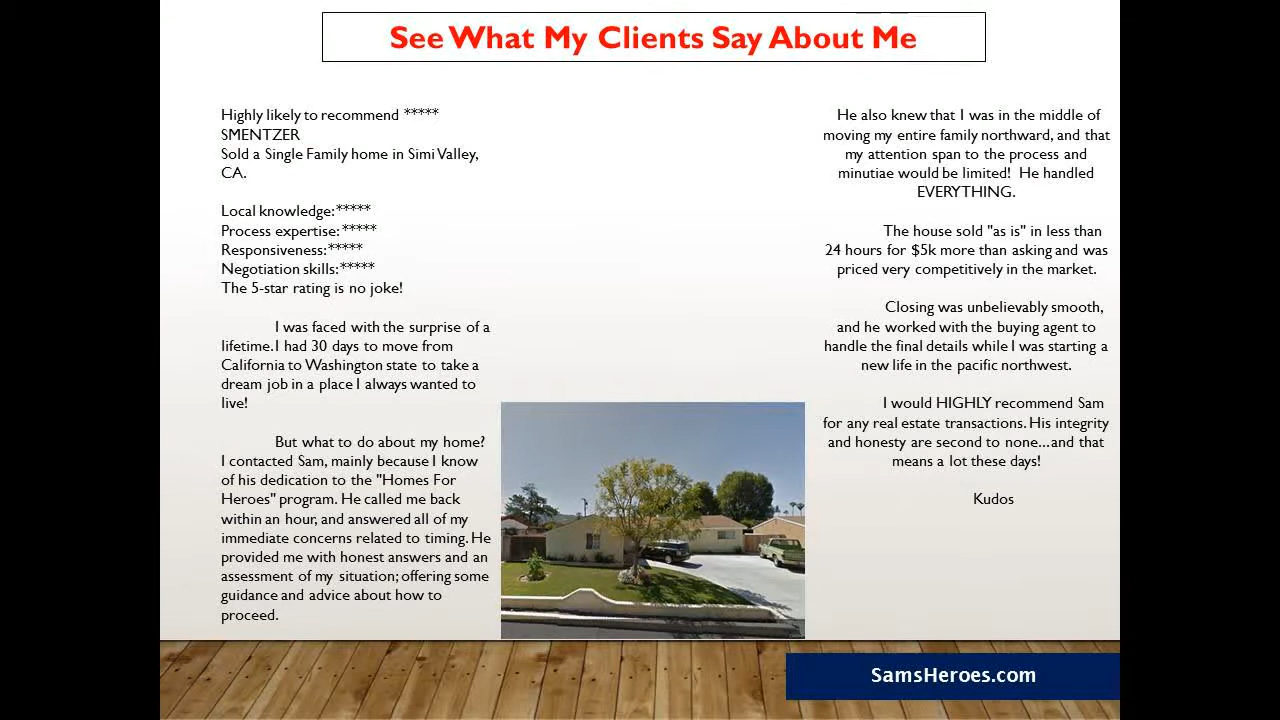 See What My Clients Say About Me
Highly likely to recommend *****
SMENTZER
Sold a Single Family home in Simi Valley,
CA.
Local knowledge:*****
Process expertise:*****
Responsiveness:*****
Negotiation skills:*****
The 5-star rating is no joke!
I was faced with the surprise of a
lifetime. I had 30 days to move from
California to Washington state to take a
dream job in a place I always wanted to
live!
But what to do about my home?
I contacted Sam, mainly because I know
of his dedication to the "Homes For
Heroes" program. He called me back
within an hour, and answered all of my
immediate concerns related to timing. He
provided me with honest answers and an
assessment of my situation; offering some
guidance and advice about how to
proceed.
He also knew that I was in the middle of
moving my entire family northward, and that
my attention span to the process and
minutiae would be limited! He handled
EVERYTHING.
The house sold "as is" in less than
24 hours for $5k more than asking and was
priced very competitively in the market.
Closing was unbelievably smooth,
and he worked with the buying agent to
handle the final details while I was starting a
new life in the pacific northwest.
I would HIGHLY recommend Sam
for any real estate transactions. His integrity
and honesty are second to none...and that
means a lot these days!
Kudos
SamsHeroes.com